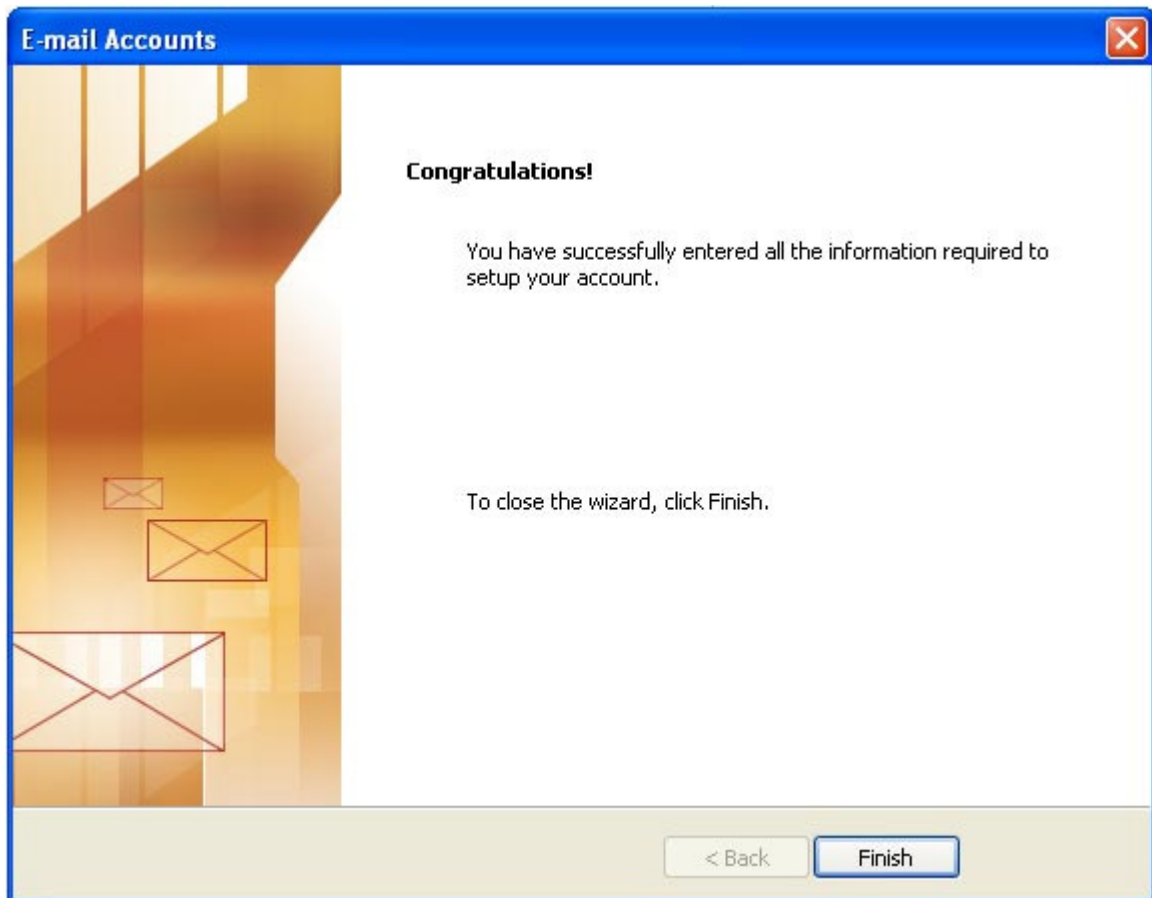 E-mail Accounts
Congratulations!
You have successfully entered all the information required to
setup your account.
To close the wizard, click Finish.
< Back
Finish